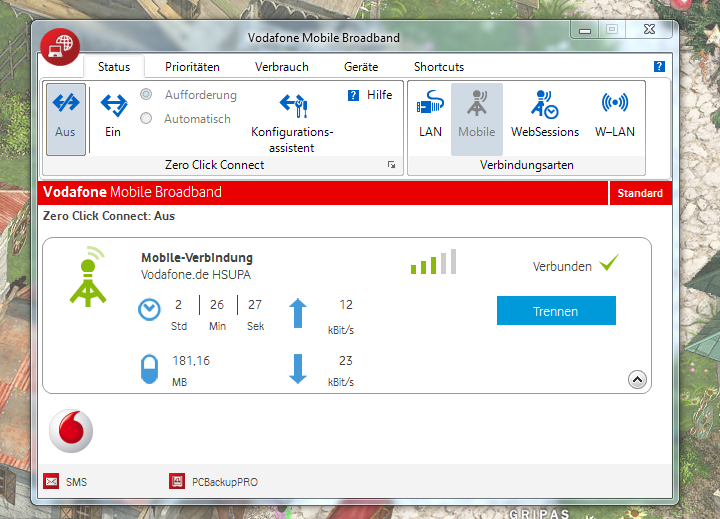 Vodafone Mobile Broadband
Status Prioritäten Verbrauch Geräte Shortcuts
Aus
Ein
Aufforderung
Automatisch
Konfigurations-
assistent
Hilfe
Zero Click Connect
LAN
Mobile
WebSessions
W–LAN
Verbindungsarten
Vodafone Mobile Broadband
Standard
Zero Click Connect: Aus
Mobile-Verbindung
Vodafone.de HSUPA
Verbunden
2 26 27
Std Min Sek
12
kBit/s
Trennen
181,16
MB
23
kBit/s
SMS
PCBackupPRO
GRIPAS